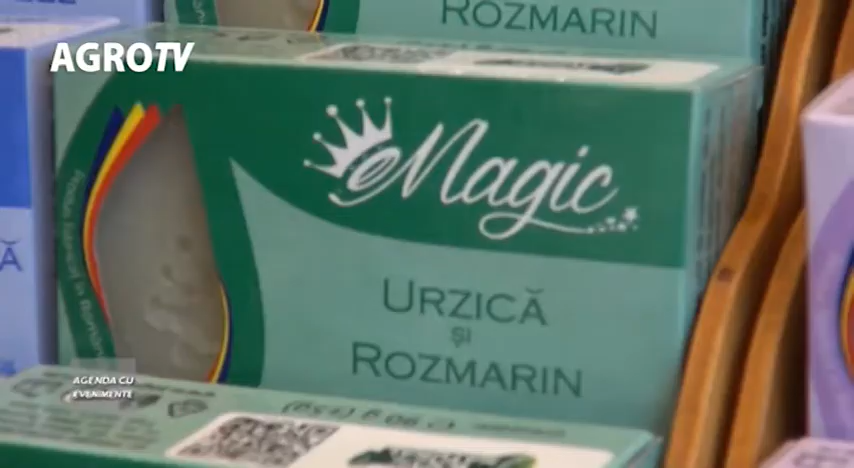 ROZMARIN
AGROTV
Magic
URZICĂ
ȘI
ROZMARIN
AGENDA CU
EVENIMENTE
Ă